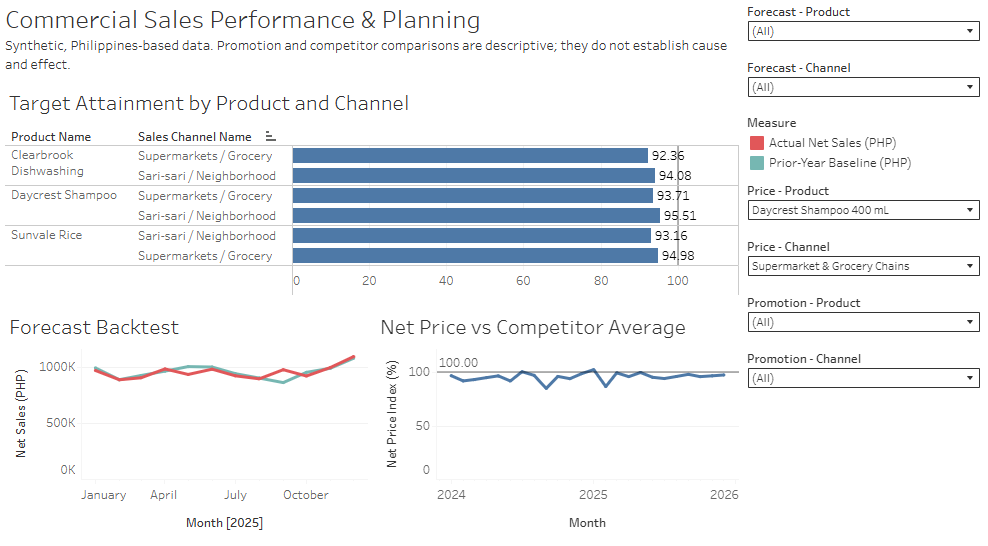 Commercial Sales Performance & Planning
Synthetic, Philippines-based data. Promotion and competitor comparisons are descriptive; they do not establish cause
and effect.
Target Attainment by Product and Channel
Product Name Sales Channel Name
Clearbrook
Dishwashing
Supermarkets / Grocery 92.36
Sari-sari / Neighborhood 94.08
Daycrest Shampoo Supermarkets / Grocery 93.71
Sari-sari / Neighborhood 95.51
Sunvale Rice Sari-sari / Neighborhood 93.16
Supermarkets / Grocery 94.98
0 20 40 60 80 100
Forecast Backtest
Net Sales (PHP)
1000K
500K
0K
January April July October
Month [2025]
Net Price vs Competitor Average
Net Price Index (%)
100.00
100
50
0
2024 2025 2026
Month
Forecast - Product
(All)
Forecast - Channel
(All)
Measure
Actual Net Sales (PHP)
Prior-Year Baseline (PHP)
Price - Product
Daycrest Shampoo 400 mL
Price - Channel
Supermarket & Grocery Chains
Promotion - Product
(All)
Promotion - Channel
(All)